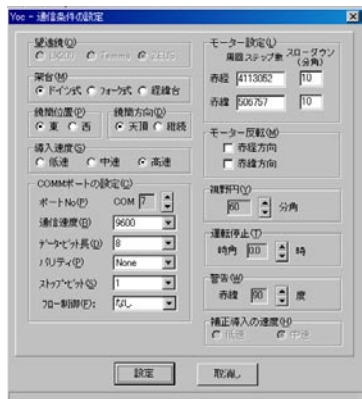 Yoc - 通信条件の設定
望遠鏡(O)
LX200 Temma ZEUS
架台(M)
ドイツ式 フォーク式 経緯台
鏡筒位置(P)
東 西
鏡筒方向(D)
天頂
導入速度(S)
低速 中速 高速
COMMポートの設定(C)
ポートNo(P) COM 7
通信速度(B) 9600
データビット長(D) 8
パリティ(P) None
ストップビット(S) 1
フロー制御(F): なし
モーター設定(L)
周回ステップ数 スローダウン
(分角)
赤経 4113052 10
赤緯 506757 10
モーター反転(M)
赤経方向
赤緯方向
視野円(Y)
60 分角
運転停止(T)
時角 0.0 時
警告(W)
赤緯 90 度
補正導入の速度(H)
低速 中速
設定 取消し